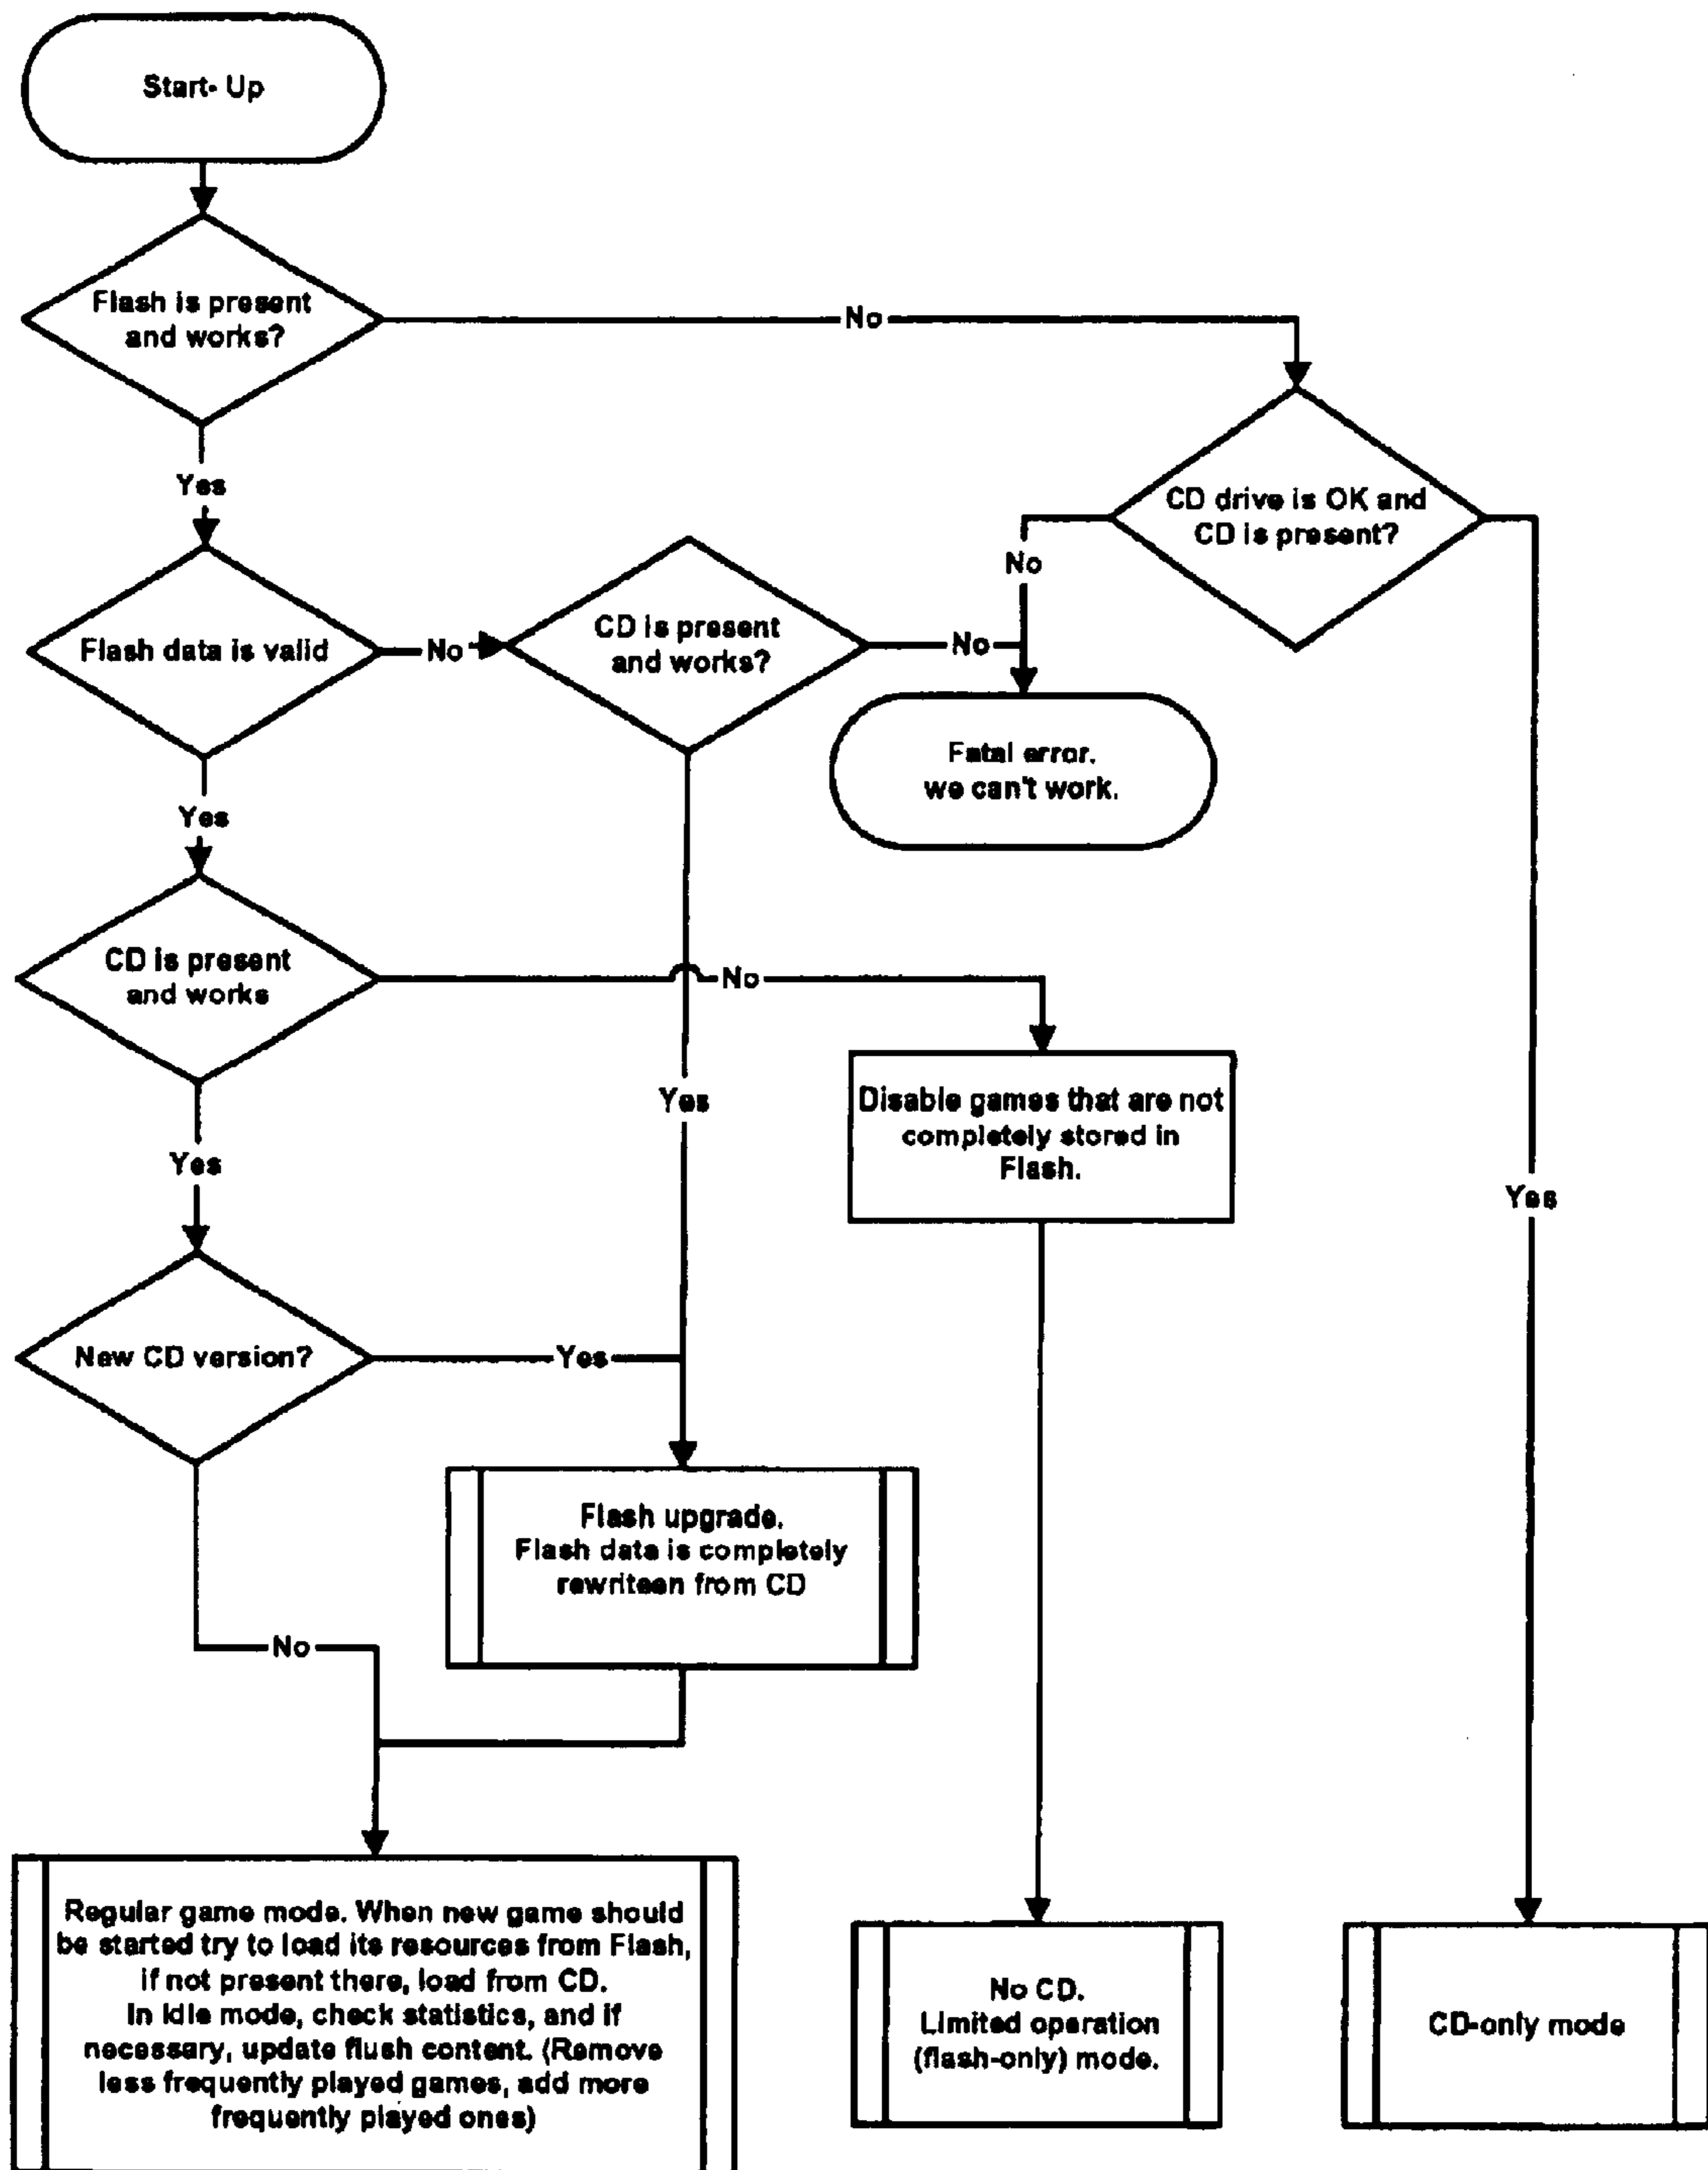 Start- Up
Flash is present
and works?
No
Yes
CD drive is OK and
CD is present?
No
Flash data is valid
No
CD is present
and works?
No
Fatal error.
we can't work.
Yes
CD is present
and works
No
Yes
Disable games that are not
completely stored in
Flash.
Yes
Yes
New CD version?
Yes
Flash upgrade.
Flash data is completely
rewriteen from CD
No
Regular game mode. When new game should
be started try to load its resources from Flash,
if not present there, load from CD.
In idle mode, check statistics, and if
necessary, update flush content. (Remove
less frequently played games, add more
frequently played ones)
No CD.
Limited operation
(flash-only) mode.
CD-only mode